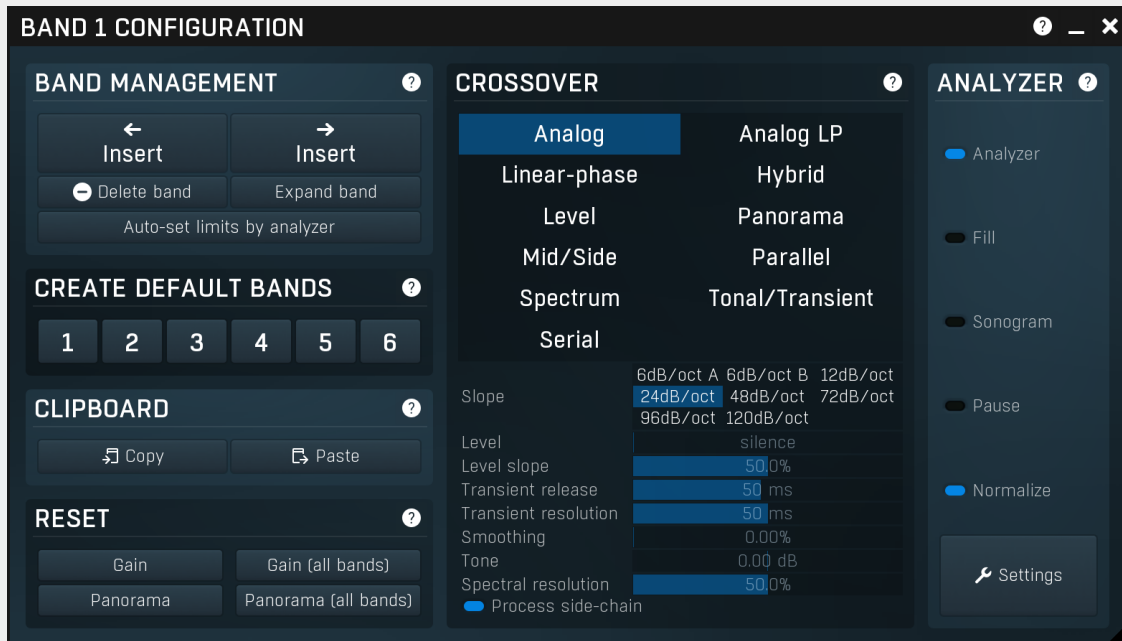 BAND 1 CONFIGURATION
?
BAND MANAGEMENT
?
Insert
Insert
Delete band
Expand band
Auto-set limits by analyzer
CREATE DEFAULT BANDS
?
1 2 3 4 5 6
CLIPBOARD
?
Copy
Paste
RESET
?
Gain
Gain (all bands)
Panorama
Panorama (all bands)
CROSSOVER
?
Analog
Analog LP
Linear-phase
Hybrid
Level
Panorama
Mid/Side
Parallel
Spectrum
Tonal/Transient
Serial
Slope
6dB/oct A 6dB/oct B 12dB/oct
24dB/oct 48dB/oct 72dB/oct
96dB/oct 120dB/oct
Level silence
Level slope 50.0%
Transient release 50 ms
Transient resolution 50 ms
Smoothing 0.00%
Tone 0.00 dB
Spectral resolution 50.0%
Process side-chain
ANALYZER
?
Analyzer
Fill
Sonogram
Pause
Normalize
Settings